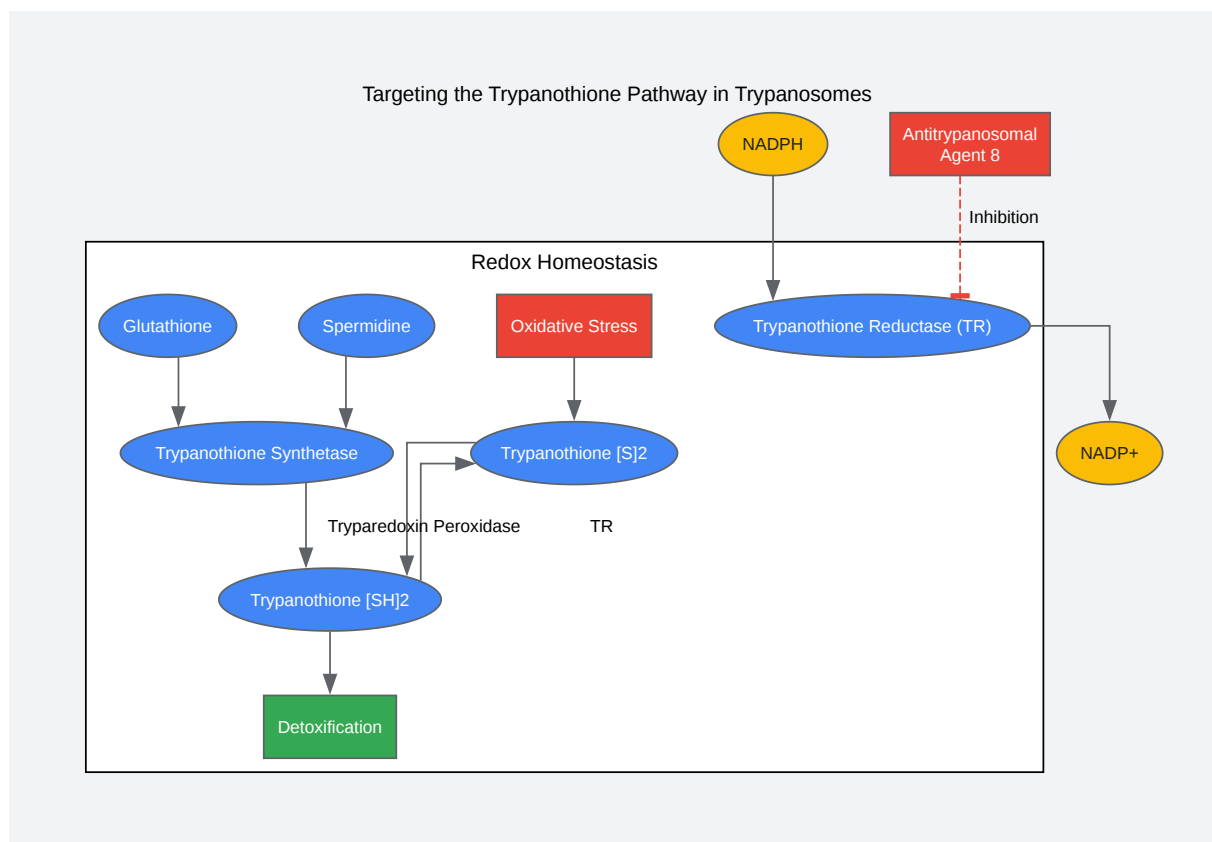 Targeting the Trypanothione Pathway in Trypanosomes
NADPH
Antitrypanosomal
Agent 8
Inhibition
Redox Homeostasis
Glutathione
Spermidine
Oxidative Stress
Trypanothione Reductase (TR)
Trypanothione Synthetase
Trypanothione [S]2
NADP+
Tryparedoxin Peroxidase
TR
Trypanothione [SH]2
Detoxification